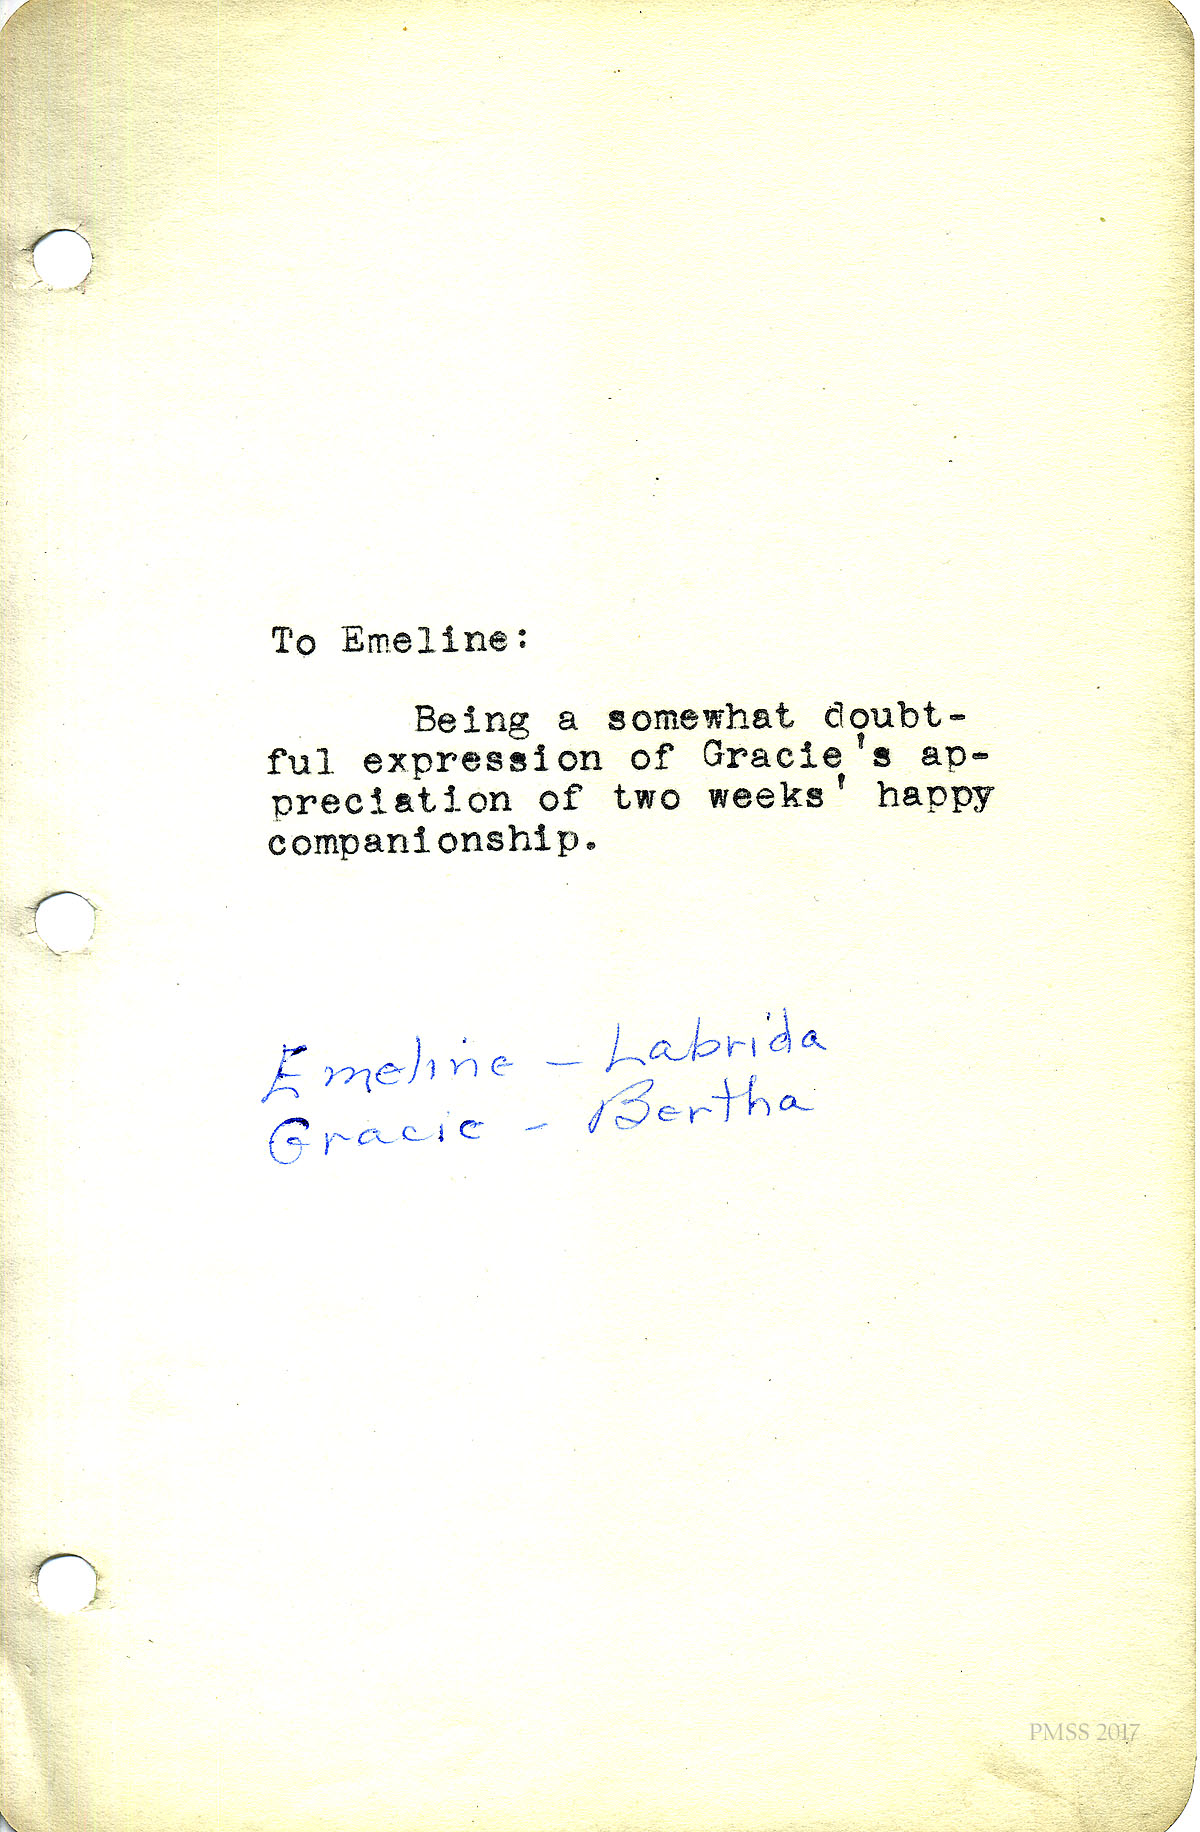 To Emeline:
Being a somewhat doubt-
ful expression of Gracie's ap-
preciation of two weeks' happy
companionship.
Emeline - Labrida
Gracie - Bertha
PMSS 2017